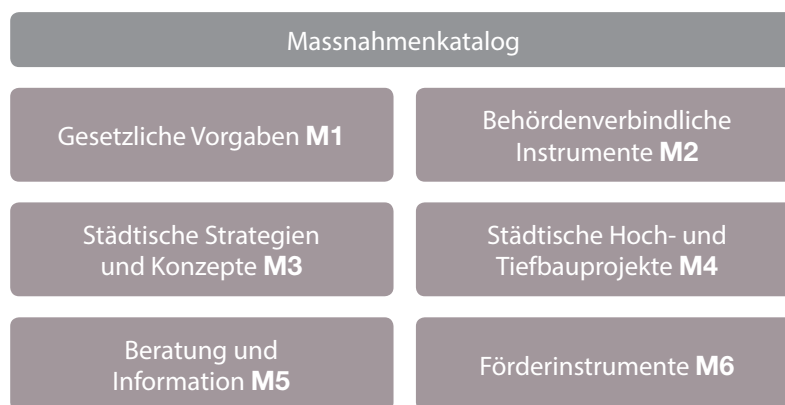 Massnahmenkatalog
Gesetzliche Vorgaben M1
Behördenverbindliche
Instrumente M2
Städtische Strategien
und Konzepte M3
Städtische Hoch- und
Tiefbauprojekte M4
Beratung und
Information M5
Förderinstrumente M6